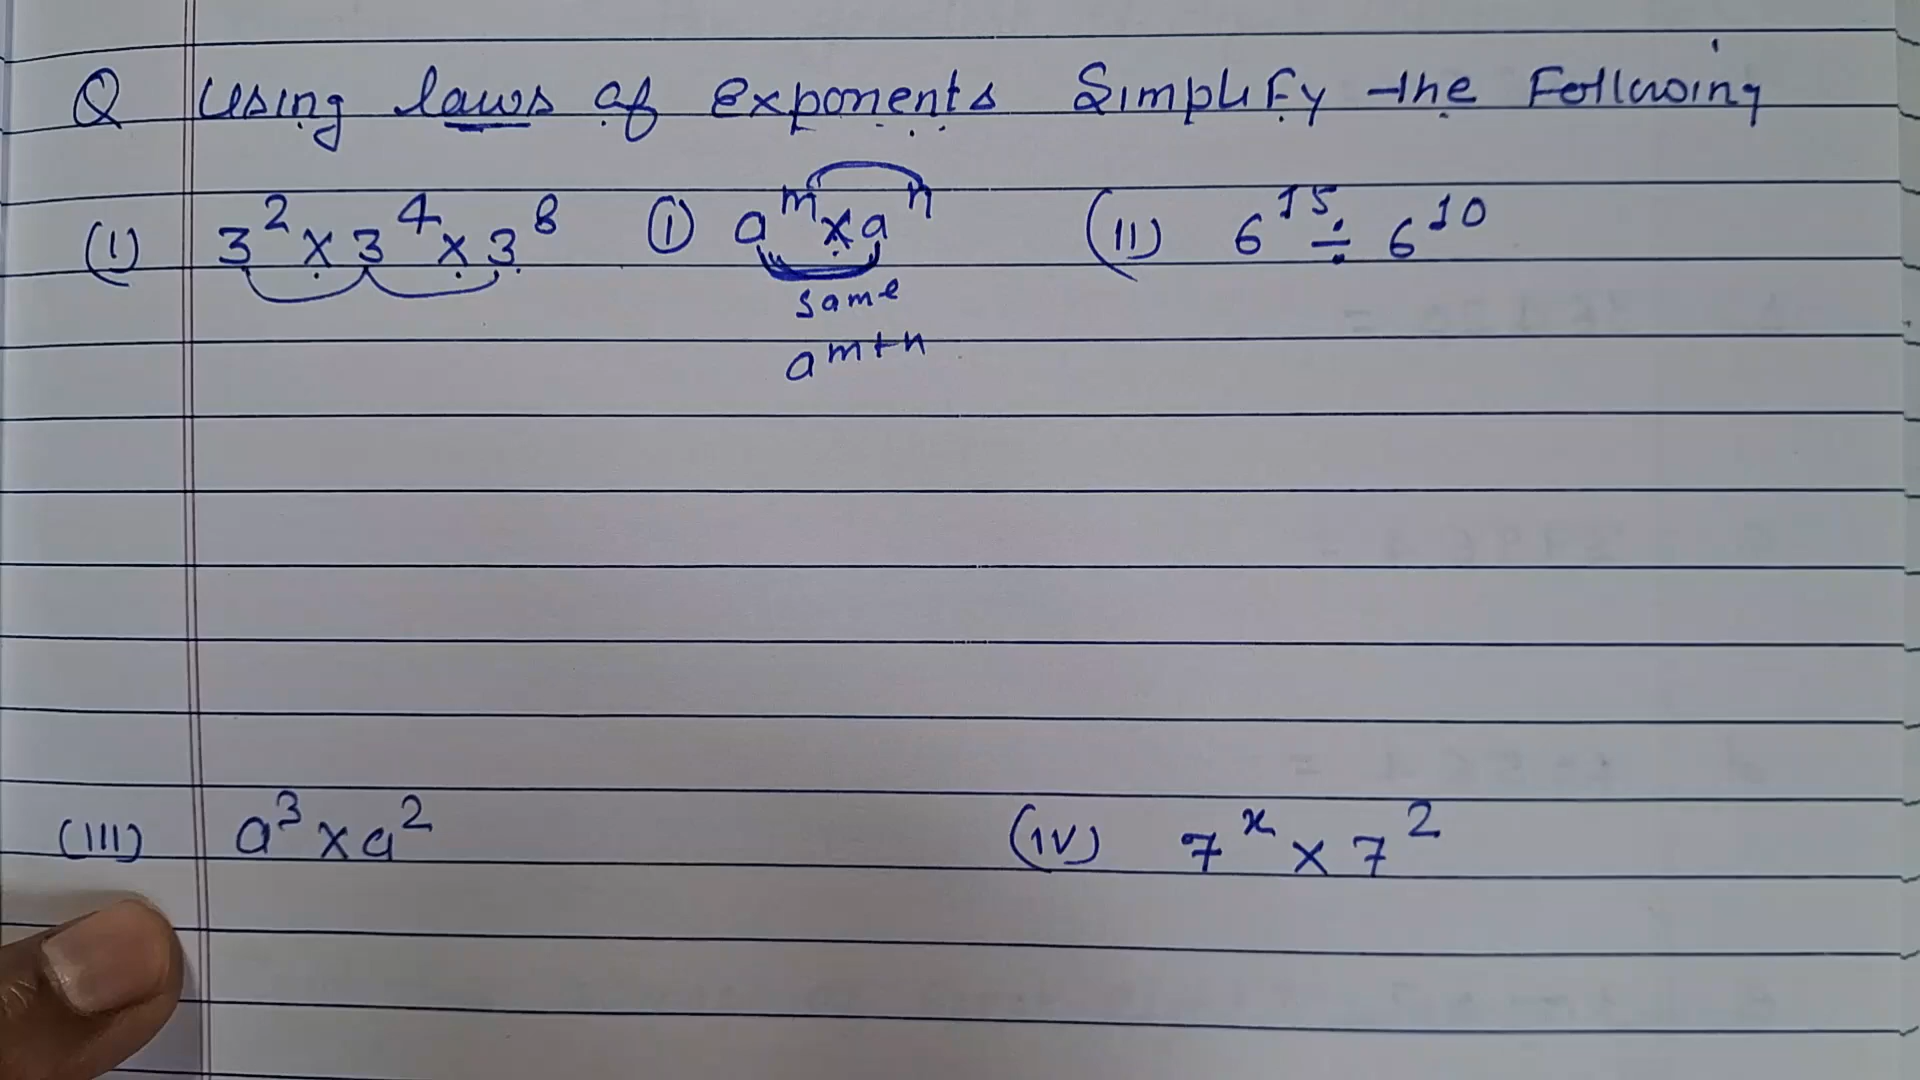 Q Using laws of exponents Simplify the Following
(I) 3² × 3⁴ × 3⁸ ① aᵐ × aⁿ (II) 6¹⁵ ÷ 6¹⁰
same
aᵐ⁺ⁿ
(III) a³ × a² (IV) 7ˣ × 7²